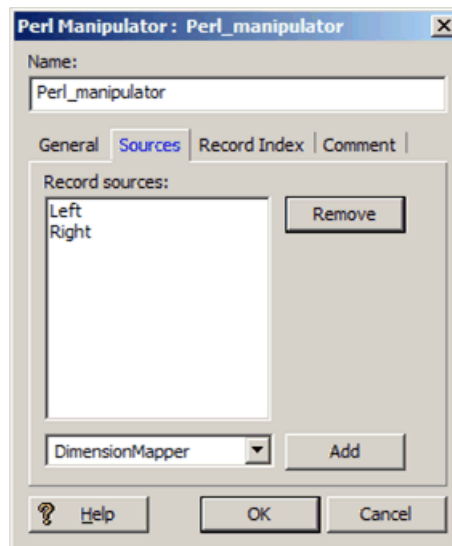 Perl Manipulator : Perl_manipulator
Name:
Perl_manipulator
General Sources Record Index Comment
Record sources:
Left
Right
Remove
DimensionMapper
Add
? Help
OK
Cancel